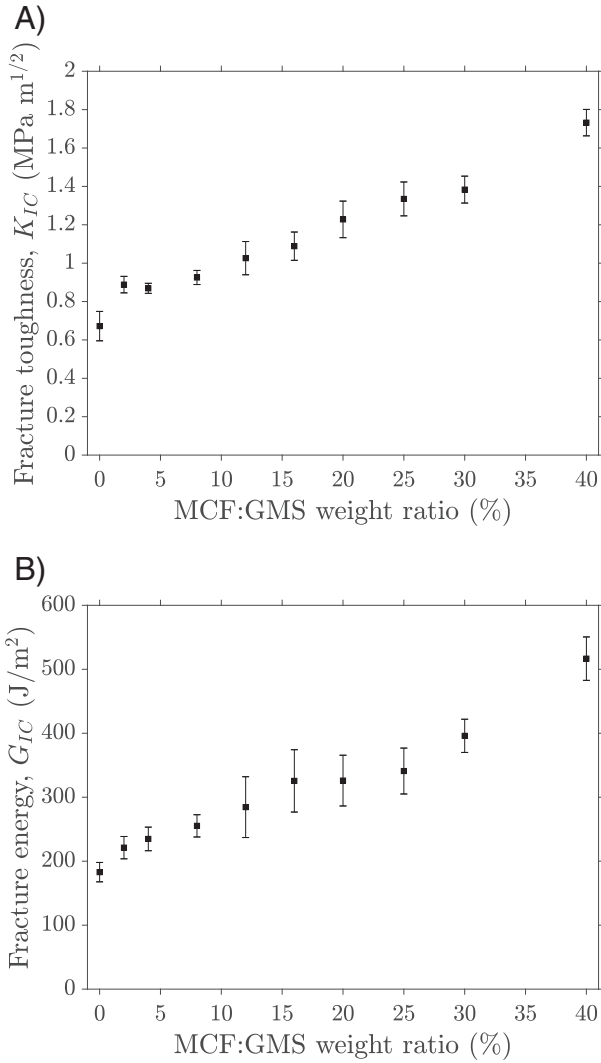 A)
Fracture toughness, K_IC (MPa m^1/2)
2
1.8
1.6
1.4
1.2
1
0.8
0.6
0.4
0.2
0
0 5 10 15 20 25 30 35 40
MCF:GMS weight ratio (%)
B)
Fracture energy, G_IC (J/m²)
600
500
400
300
200
100
0
0 5 10 15 20 25 30 35 40
MCF:GMS weight ratio (%)